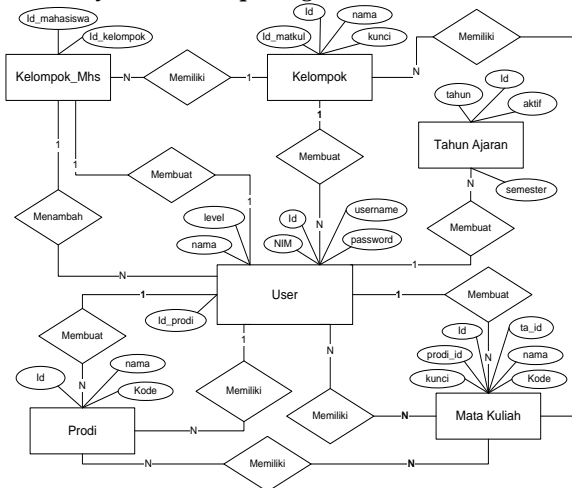 Id_mahasiswa
Id_kelompok
Kelompok_Mhs
N
Memiliki
1
Id
nama
Id_matkul
kunci
Kelompok
N
Memiliki
Id
tahun
aktif
Tahun Ajaran
semester
1
1
1
N
Membuat
Membuat
Menambah
Membuat
level
nama
1
N
Id
username
NIM
password
N
1
User
Id_prodi
1
1
Membuat
Membuat
N
nama
Id
Kode
Prodi
1
Memiliki
N
N
Memiliki
N
Id
ta_id
prodi_id
N
nama
kunci
Kode
Mata Kuliah
N
Memiliki
N